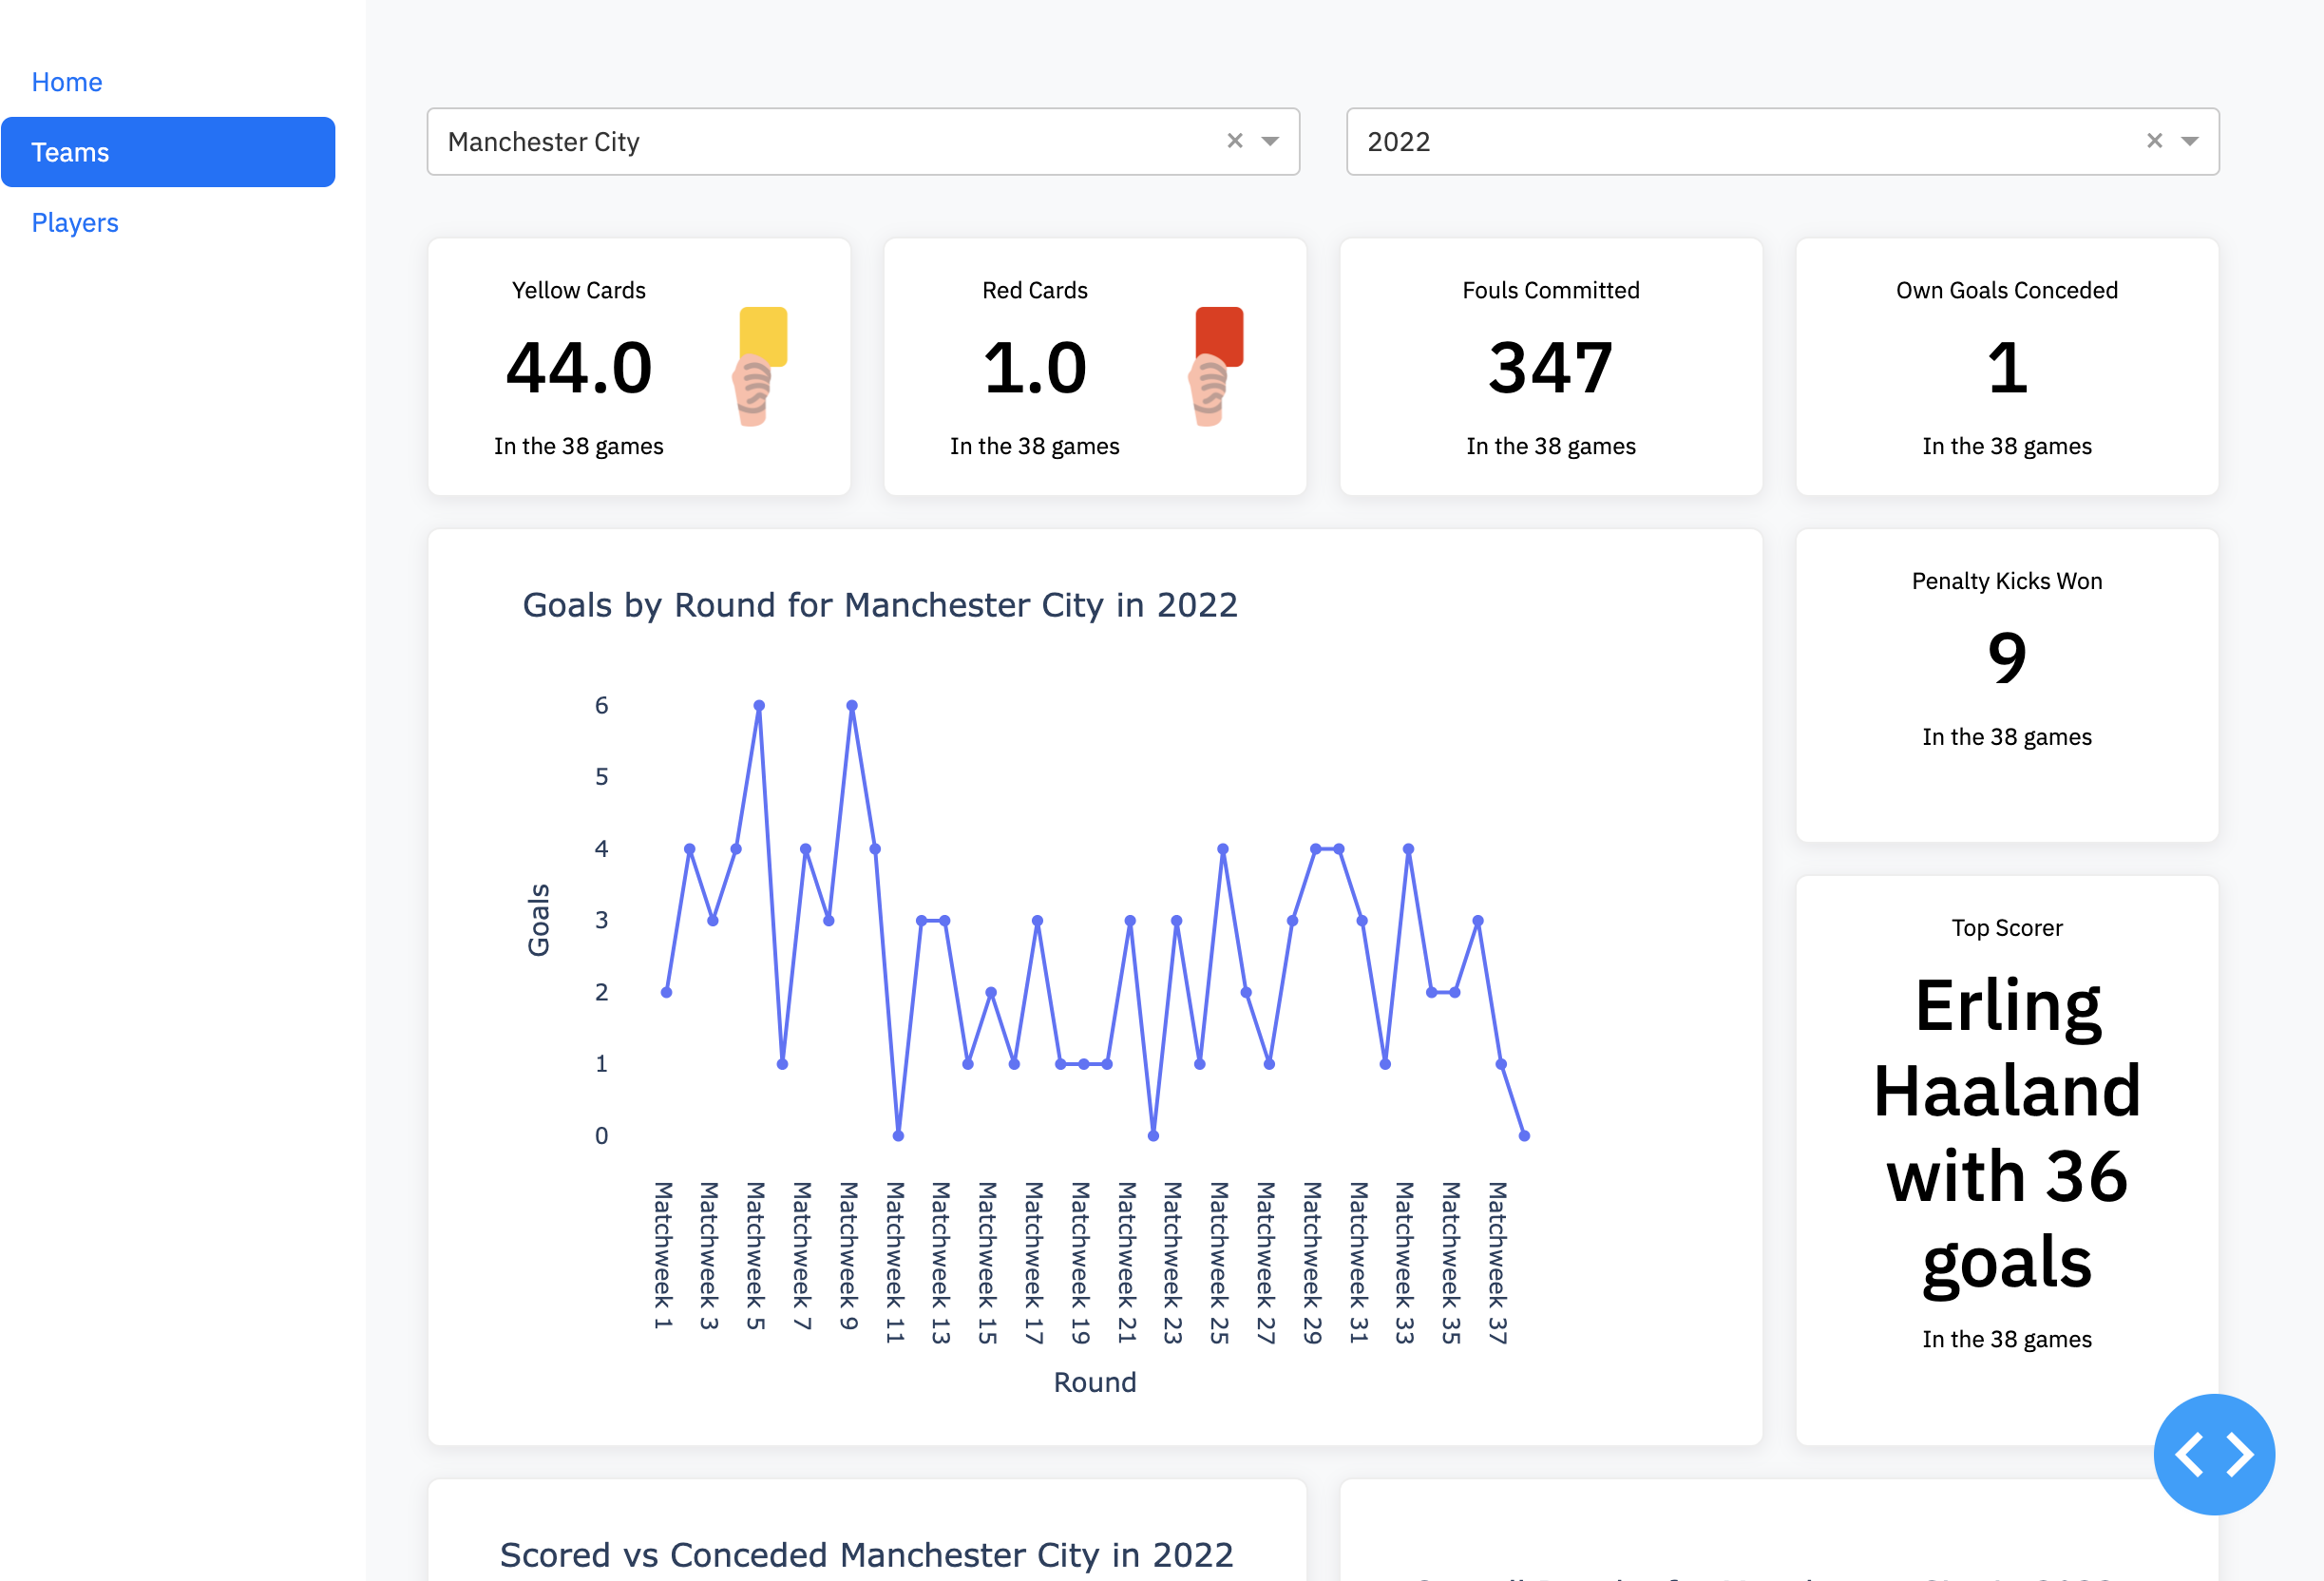 Home
Teams
Players
Manchester City
2022
Yellow Cards
44.0
In the 38 games
Red Cards
1.0
In the 38 games
Fouls Committed
347
In the 38 games
Own Goals Conceded
1
In the 38 games
Goals by Round for Manchester City in 2022
6
5
4
3
2
1
0
Goals
Matchweek 1
Matchweek 3
Matchweek 5
Matchweek 7
Matchweek 9
Matchweek 11
Matchweek 13
Matchweek 15
Matchweek 17
Matchweek 19
Matchweek 21
Matchweek 23
Matchweek 25
Matchweek 27
Matchweek 29
Matchweek 31
Matchweek 33
Matchweek 35
Matchweek 37
Round
Penalty Kicks Won
9
In the 38 games
Top Scorer
Erling
Haaland
with 36
goals
In the 38 games
Scored vs Conceded Manchester City in 2022